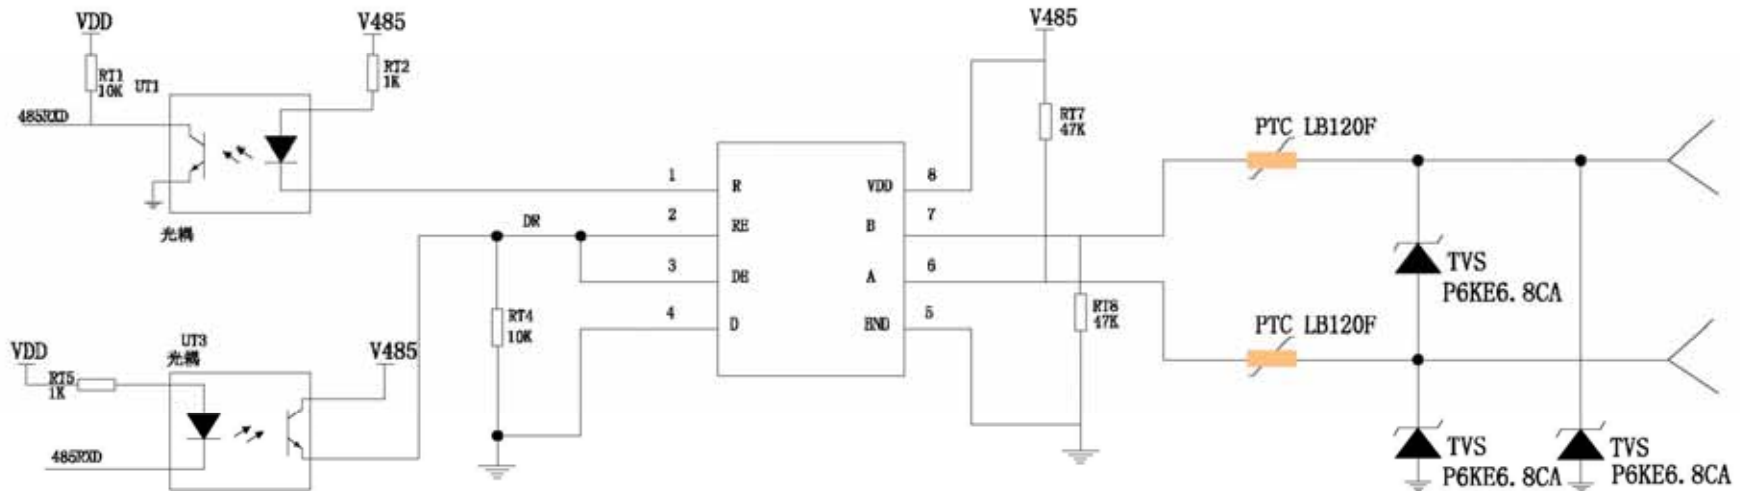 VDD
V485
V485
RT1
10K
UT1
RT2
1K
485RXD
光耦
RT7
47K
PTC LB120F
1
R
VDD
8
2
DR
RE
B
7
3
DE
A
6
4
D
END
5
RT4
10K
RT8
47K
TVS
P6KE6.8CA
PTC LB120F
UT3
光耦
VDD
V485
RT5
1K
485RXD
TVS
P6KE6.8CA
TVS
P6KE6.8CA